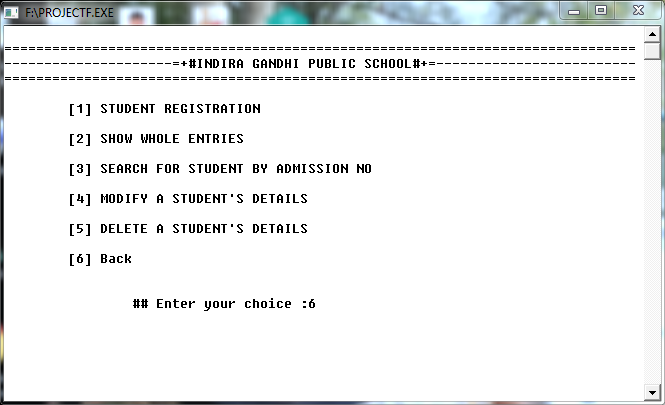 F:\PROJECTF.EXE
===============================================================================
---------------------=+#INDIRA GANDHI PUBLIC SCHOOL#+=-------------------------
===============================================================================
[1] STUDENT REGISTRATION
[2] SHOW WHOLE ENTRIES
[3] SEARCH FOR STUDENT BY ADMISSION NO
[4] MODIFY A STUDENT'S DETAILS
[5] DELETE A STUDENT'S DETAILS
[6] Back
## Enter your choice :6